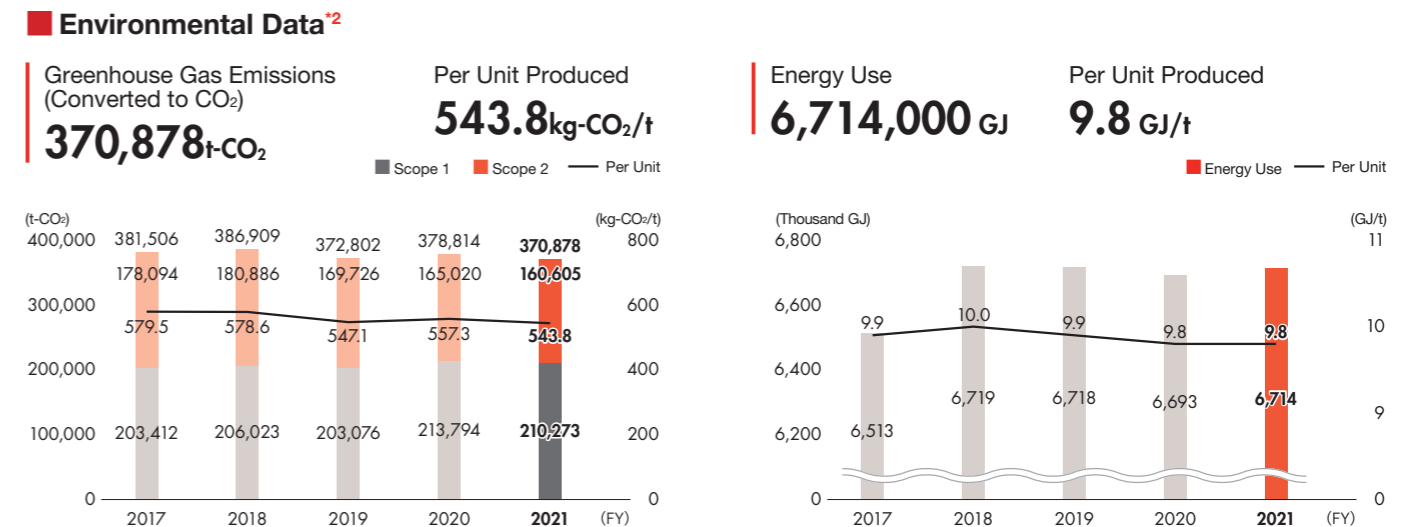 Environmental Data*2
Greenhouse Gas Emissions
(Converted to CO2)
370,878t-CO2
Per Unit Produced
543.8kg-CO2/t
Scope 1 Scope 2 Per Unit
(t-CO2) (kg-CO2/t)
400,000 381,506 386,909 372,802 378,814 370,878 800
178,094 180,886 169,726 165,020 160,605
300,000 600
579.5 578.6 547.1 557.3 543.8
200,000 400
100,000 203,412 206,023 203,076 213,794 210,273 200
0 0
2017 2018 2019 2020 2021 (FY)
Energy Use
6,714,000 GJ
Per Unit Produced
9.8 GJ/t
Energy Use Per Unit
(Thousand GJ) (GJ/t)
6,800 11
6,600
9.9 10.0 9.9 9.8 9.8 10
6,400
6,719 6,718 6,693 6,714 9
6,200 6,513
0 0
2017 2018 2019 2020 2021 (FY)